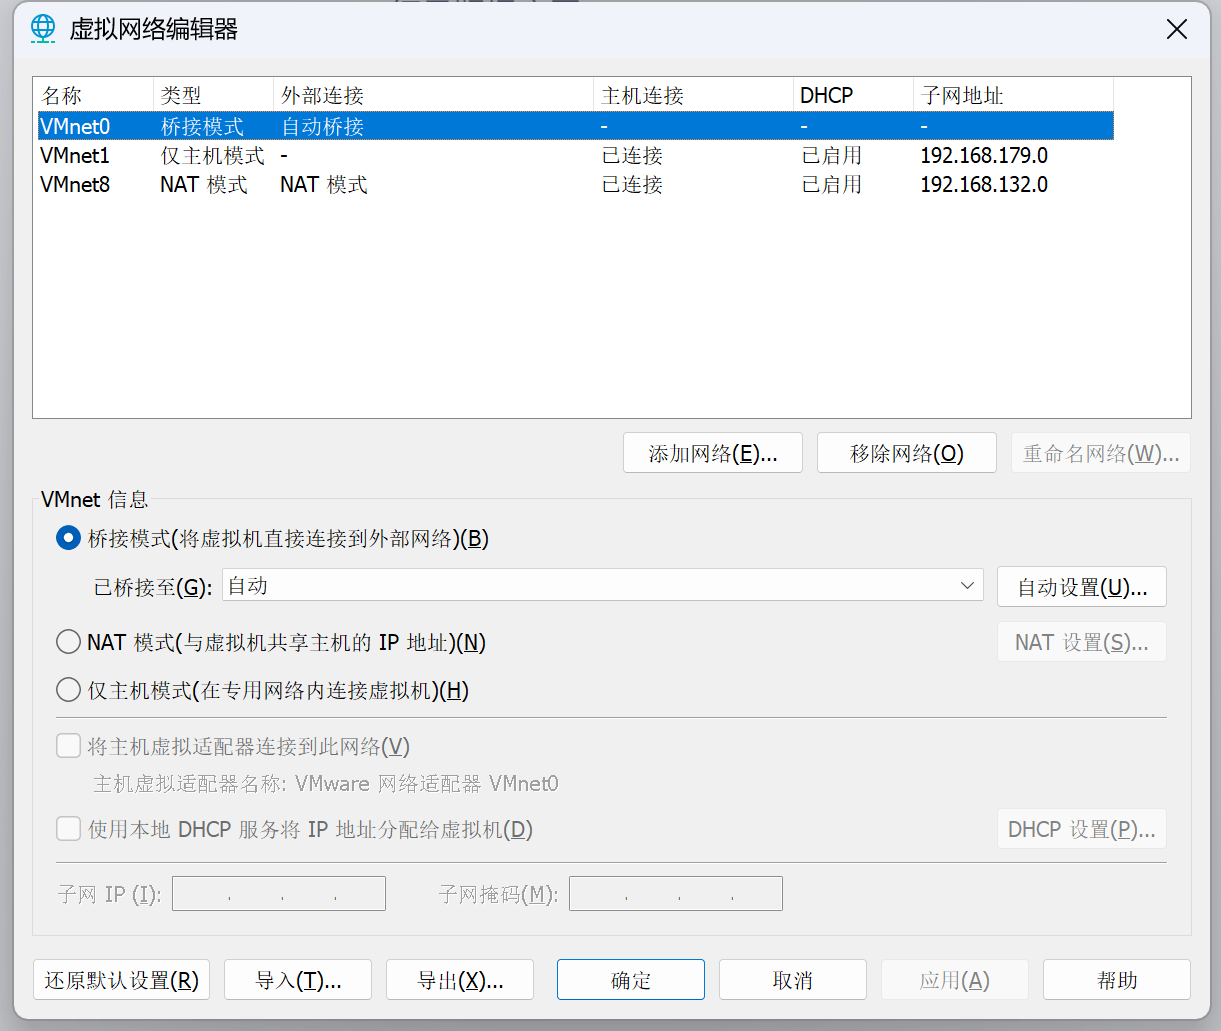 虚拟网络编辑器
名称 类型 外部连接 主机连接 DHCP 子网地址
VMnet0 桥接模式 自动桥接 - - -
VMnet1 仅主机模式 - 已连接 已启用 192.168.179.0
VMnet8 NAT 模式 NAT 模式 已连接 已启用 192.168.132.0
添加网络(E)... 移除网络(O) 重命名网络(W)...
VMnet 信息
桥接模式(将虚拟机直接连接到外部网络)(B)
已桥接至(G): 自动 自动设置(U)...
NAT 模式(与虚拟机共享主机的 IP 地址)(N) NAT 设置(S)...
仅主机模式(在专用网络内连接虚拟机)(H)
将主机虚拟适配器连接到此网络(V)
主机虚拟适配器名称: VMware 网络适配器 VMnet0
使用本地 DHCP 服务将 IP 地址分配给虚拟机(D) DHCP 设置(P)...
子网 IP (I): . . . 子网掩码(M): . . .
还原默认设置(R) 导入(T)... 导出(X)... 确定 取消 应用(A) 帮助